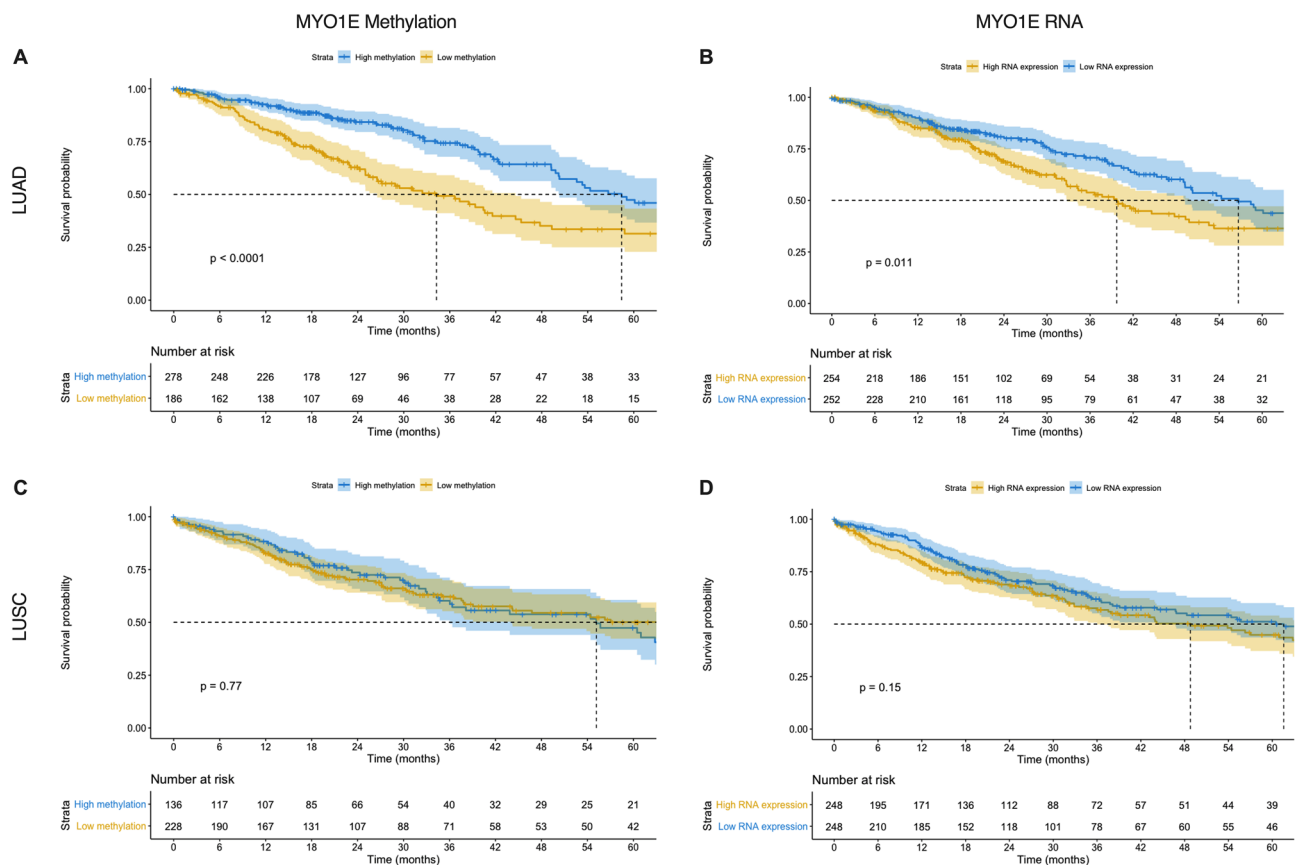 MYO1E Methylation
MYO1E RNA
LUAD
A
Strata High methylation Low methylation
Survival probability
1.00
0.75
0.50
0.25
0.00
p < 0.0001
0 6 12 18 24 30 36 42 48 54 60
Time (months)
Number at risk
Strata
High methylation 278 248 226 178 127 96 77 57 47 38 33
Low methylation 186 162 138 107 69 46 38 28 22 18 15
0 6 12 18 24 30 36 42 48 54 60
Time (months)
B
Strata High RNA expression Low RNA expression
Survival probability
1.00
0.75
0.50
0.25
0.00
p = 0.011
0 6 12 18 24 30 36 42 48 54 60
Time (months)
Number at risk
Strata
High RNA expression 254 218 186 151 102 69 54 38 31 24 21
Low RNA expression 252 228 210 161 118 95 79 61 47 38 32
0 6 12 18 24 30 36 42 48 54 60
Time (months)
LUSC
C
Strata High methylation Low methylation
Survival probability
1.00
0.75
0.50
0.25
0.00
p = 0.77
0 6 12 18 24 30 36 42 48 54 60
Time (months)
Number at risk
Strata
High methylation 136 117 107 85 66 54 40 32 29 25 21
Low methylation 228 190 167 131 107 88 71 58 53 50 42
0 6 12 18 24 30 36 42 48 54 60
Time (months)
D
Strata High RNA expression Low RNA expression
Survival probability
1.00
0.75
0.50
0.25
0.00
p = 0.15
0 6 12 18 24 30 36 42 48 54 60
Time (months)
Number at risk
Strata
High RNA expression 248 195 171 136 112 88 72 57 51 44 39
Low RNA expression 248 210 185 152 118 101 78 67 60 55 46
0 6 12 18 24 30 36 42 48 54 60
Time (months)